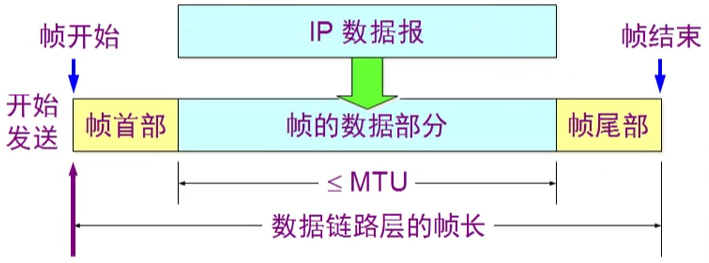 IP 数据报
帧开始
帧结束
开始
发送
帧首部
帧的数据部分
帧尾部
≤ MTU
数据链路层的帧长